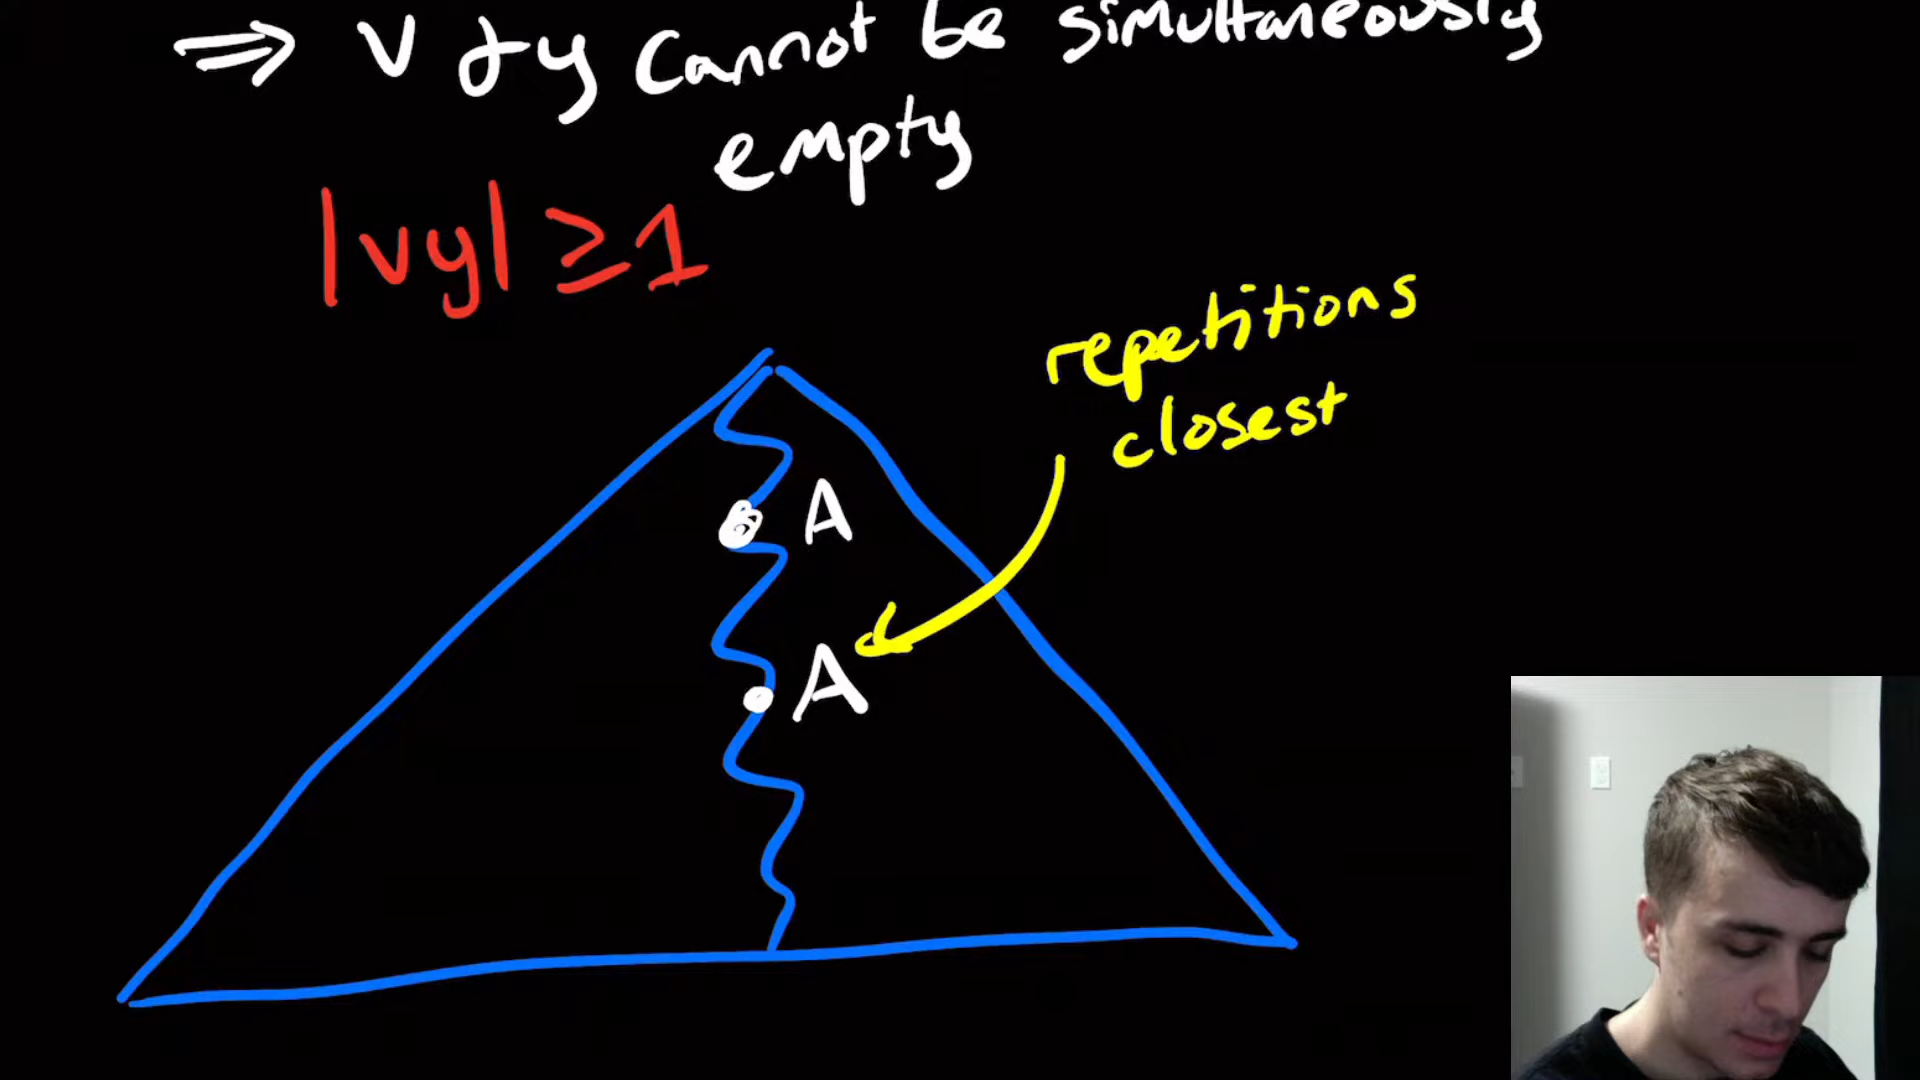 ⇒ v & y cannot be simultaneously
empty
|vy| ≥ 1
repetitions
closest
A
A